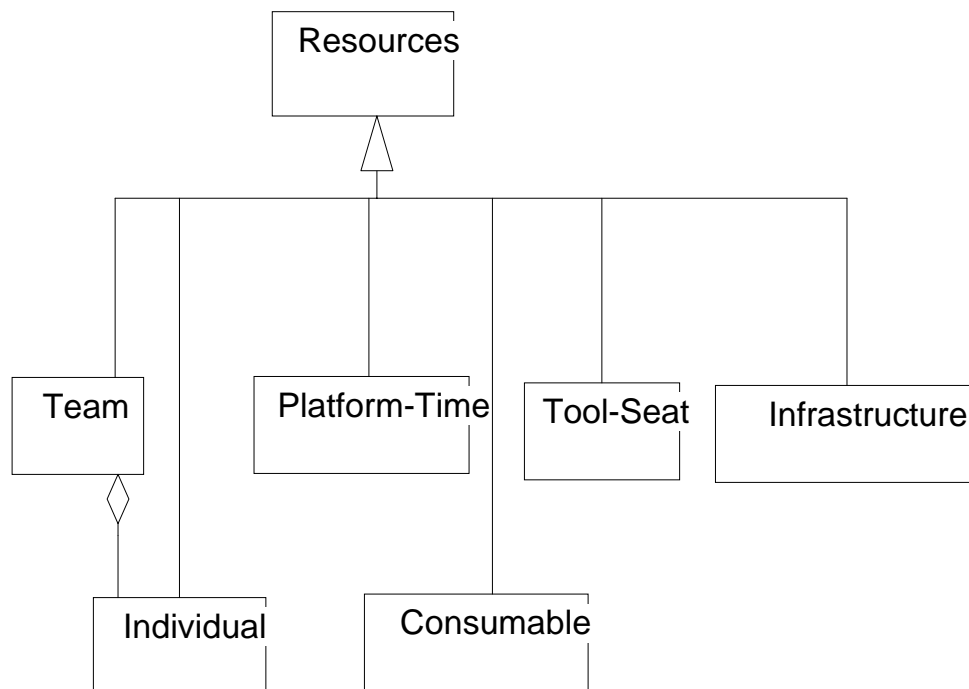 Resources
Team
Platform-Time
Tool-Seat
Infrastructure
Individual
Consumable